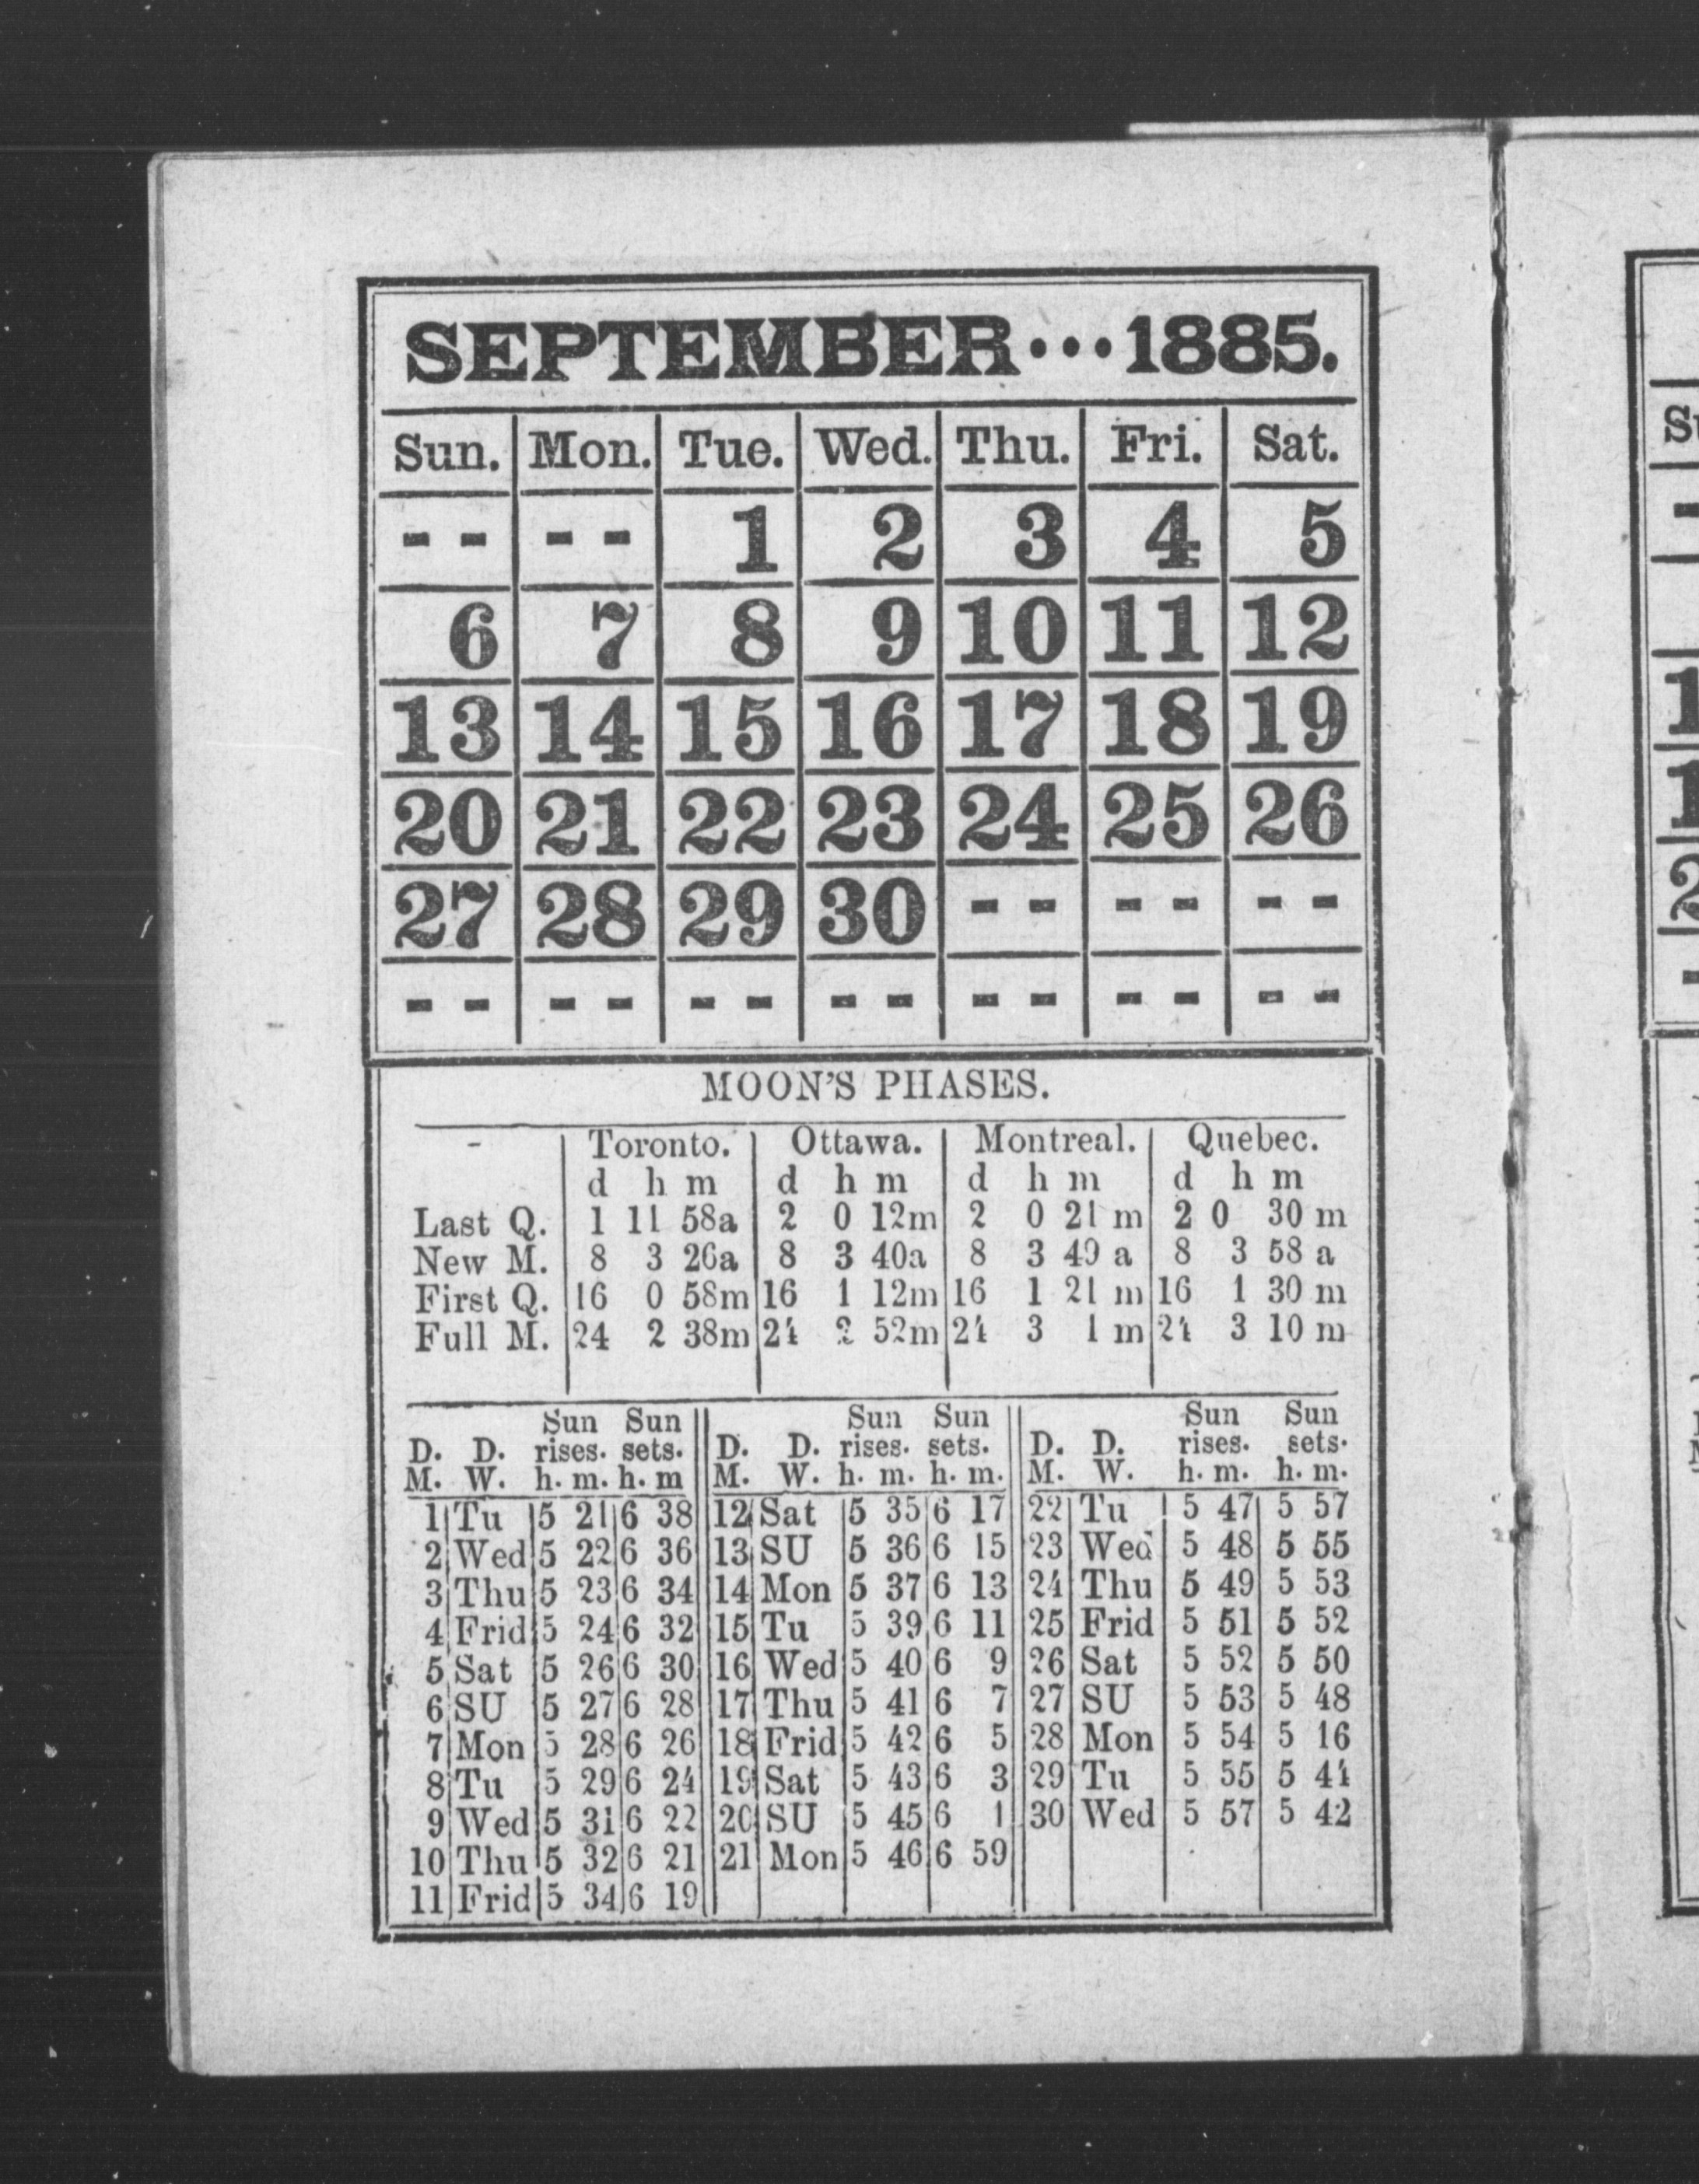 SEPTEMBER...1885.
Sun. Mon. Tue. Wed. Thu. Fri. Sat.
- - - - 1 2 3 4 5
6 7 8 9 10 11 12
13 14 15 16 17 18 19
20 21 22 23 24 25 26
27 28 29 30 - - - - - -
- - - - - - - - - - - - - -
MOON'S PHASES.
- Toronto. Ottawa. Montreal. Quebec.
d h m d h m d h m d h m
Last Q. 1 11 58a 2 0 12m 2 0 21 m 2 0 30 m
New M. 8 3 26a 8 3 40a 8 3 49 a 8 3 58 a
First Q. 16 0 58m 16 1 12m 16 1 21 m 16 1 30 m
Full M. 24 2 38m 24 2 52m 24 3 1 m 24 3 10 m
Sun Sun Sun Sun Sun Sun
D. D. rises. sets. D. D. rises. sets. D. D. rises. sets.
M. W. h. m. h. m M. W. h. m. h. m. M. W. h. m. h. m.
1 Tu 5 21 6 38 12 Sat 5 35 6 17 22 Tu 5 47 5 57
2 Wed 5 22 6 36 13 SU 5 36 6 15 23 Wed 5 48 5 55
3 Thu 5 23 6 34 14 Mon 5 37 6 13 24 Thu 5 49 5 53
4 Frid 5 24 6 32 15 Tu 5 39 6 11 25 Frid 5 51 5 52
5 Sat 5 26 6 30 16 Wed 5 40 6 9 26 Sat 5 52 5 50
6 SU 5 27 6 28 17 Thu 5 41 6 7 27 SU 5 53 5 48
7 Mon 5 28 6 26 18 Frid 5 42 6 5 28 Mon 5 54 5 16
8 Tu 5 29 6 24 19 Sat 5 43 6 3 29 Tu 5 55 5 44
9 Wed 5 31 6 22 20 SU 5 45 6 1 30 Wed 5 57 5 42
10 Thu 5 32 6 21 21 Mon 5 46 6 59
11 Frid 5 34 6 19